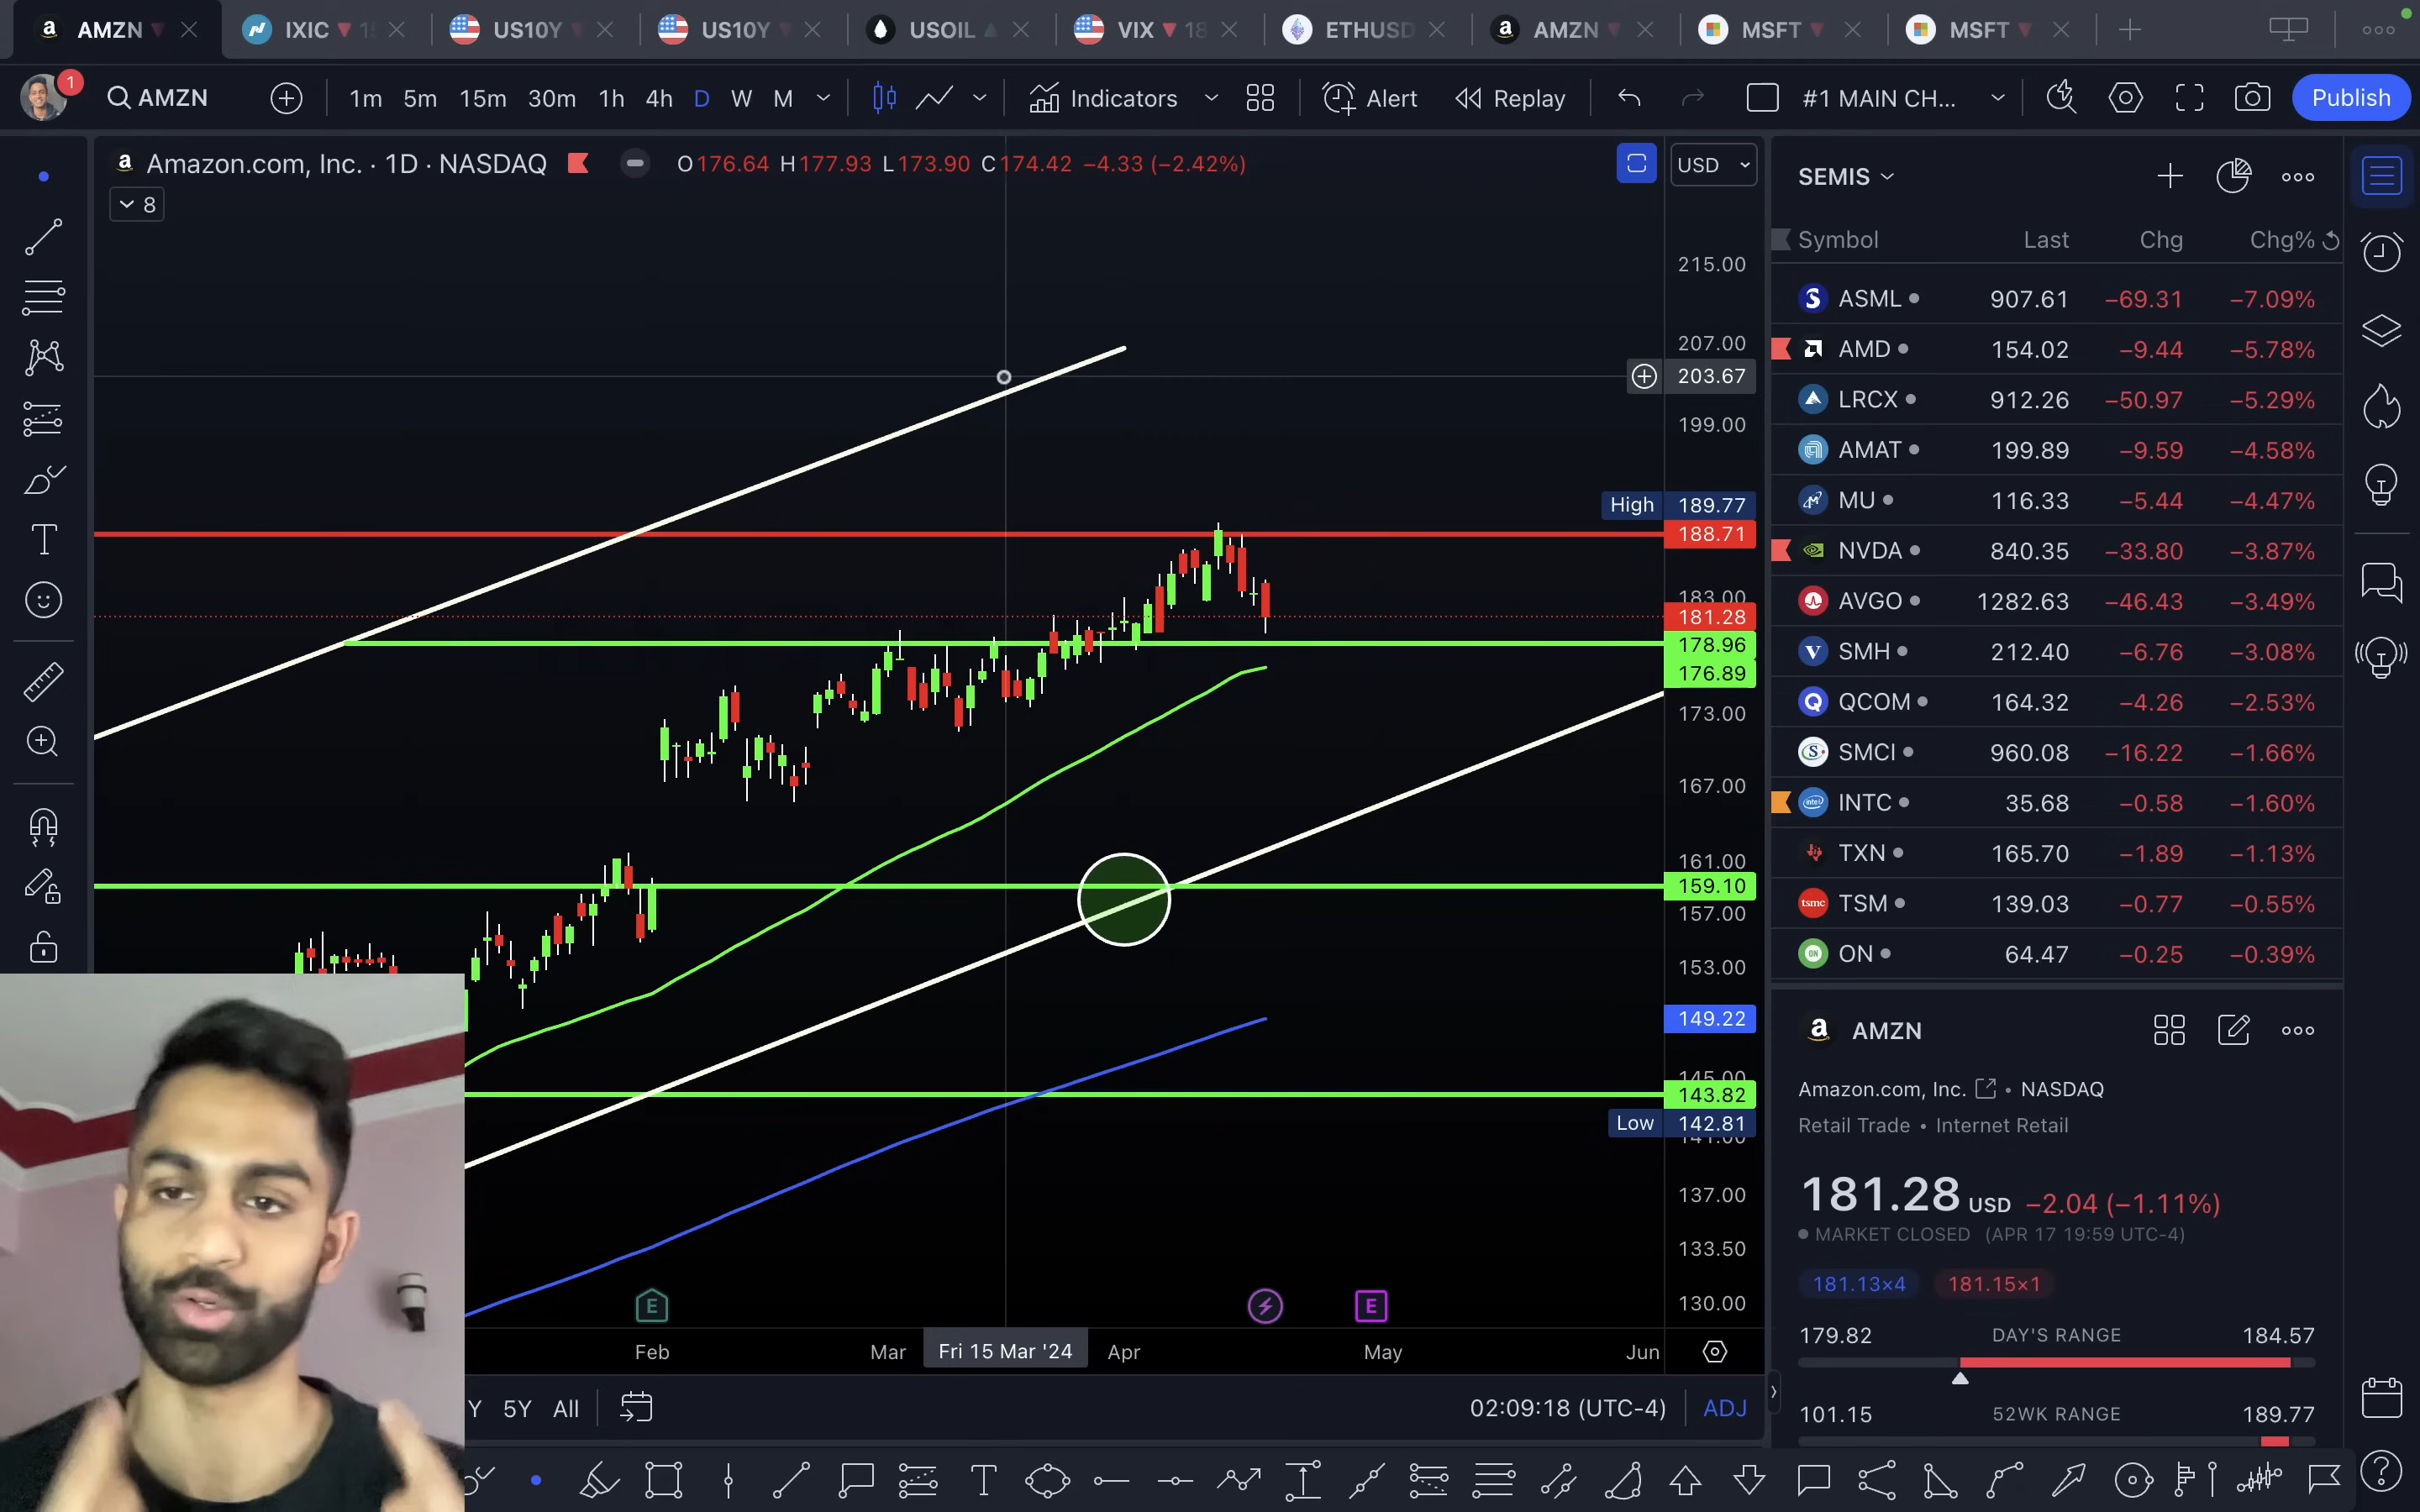 AMZN
IXIC
US10Y
US10Y
USOIL
VIX 18
ETHUSD
AMZN
MSFT
MSFT
1
AMZN
1m 5m 15m 30m 1h 4h D W M
Indicators
Alert
Replay
#1 MAIN CH...
Publish
Amazon.com, Inc. · 1D · NASDAQ
O176.64 H177.93 L173.90 C174.42 −4.33 (−2.42%)
8
USD
215.00
207.00
203.67
199.00
High 189.77
188.71
183.00
181.28
178.96
176.89
173.00
167.00
161.00
159.10
157.00
153.00
149.22
145.00
143.82
Low 142.81
141.00
137.00
133.50
130.00
E
E
Feb
Mar
Fri 15 Mar '24
Apr
May
Jun
Y 5Y All
02:09:18 (UTC-4)
ADJ
SEMIS
Symbol Last Chg Chg%
ASML 907.61 −69.31 −7.09%
AMD 154.02 −9.44 −5.78%
LRCX 912.26 −50.97 −5.29%
AMAT 199.89 −9.59 −4.58%
MU 116.33 −5.44 −4.47%
NVDA 840.35 −33.80 −3.87%
AVGO 1282.63 −46.43 −3.49%
SMH 212.40 −6.76 −3.08%
QCOM 164.32 −4.26 −2.53%
SMCI 960.08 −16.22 −1.66%
intel INTC 35.68 −0.58 −1.60%
TXN 165.70 −1.89 −1.13%
tsmc TSM 139.03 −0.77 −0.55%
ON ON 64.47 −0.25 −0.39%
AMZN
Amazon.com, Inc. • NASDAQ
Retail Trade • Internet Retail
181.28 USD −2.04 (−1.11%)
MARKET CLOSED (APR 17 19:59 UTC-4)
181.13×4 181.15×1
179.82 DAY'S RANGE 184.57
101.15 52WK RANGE 189.77